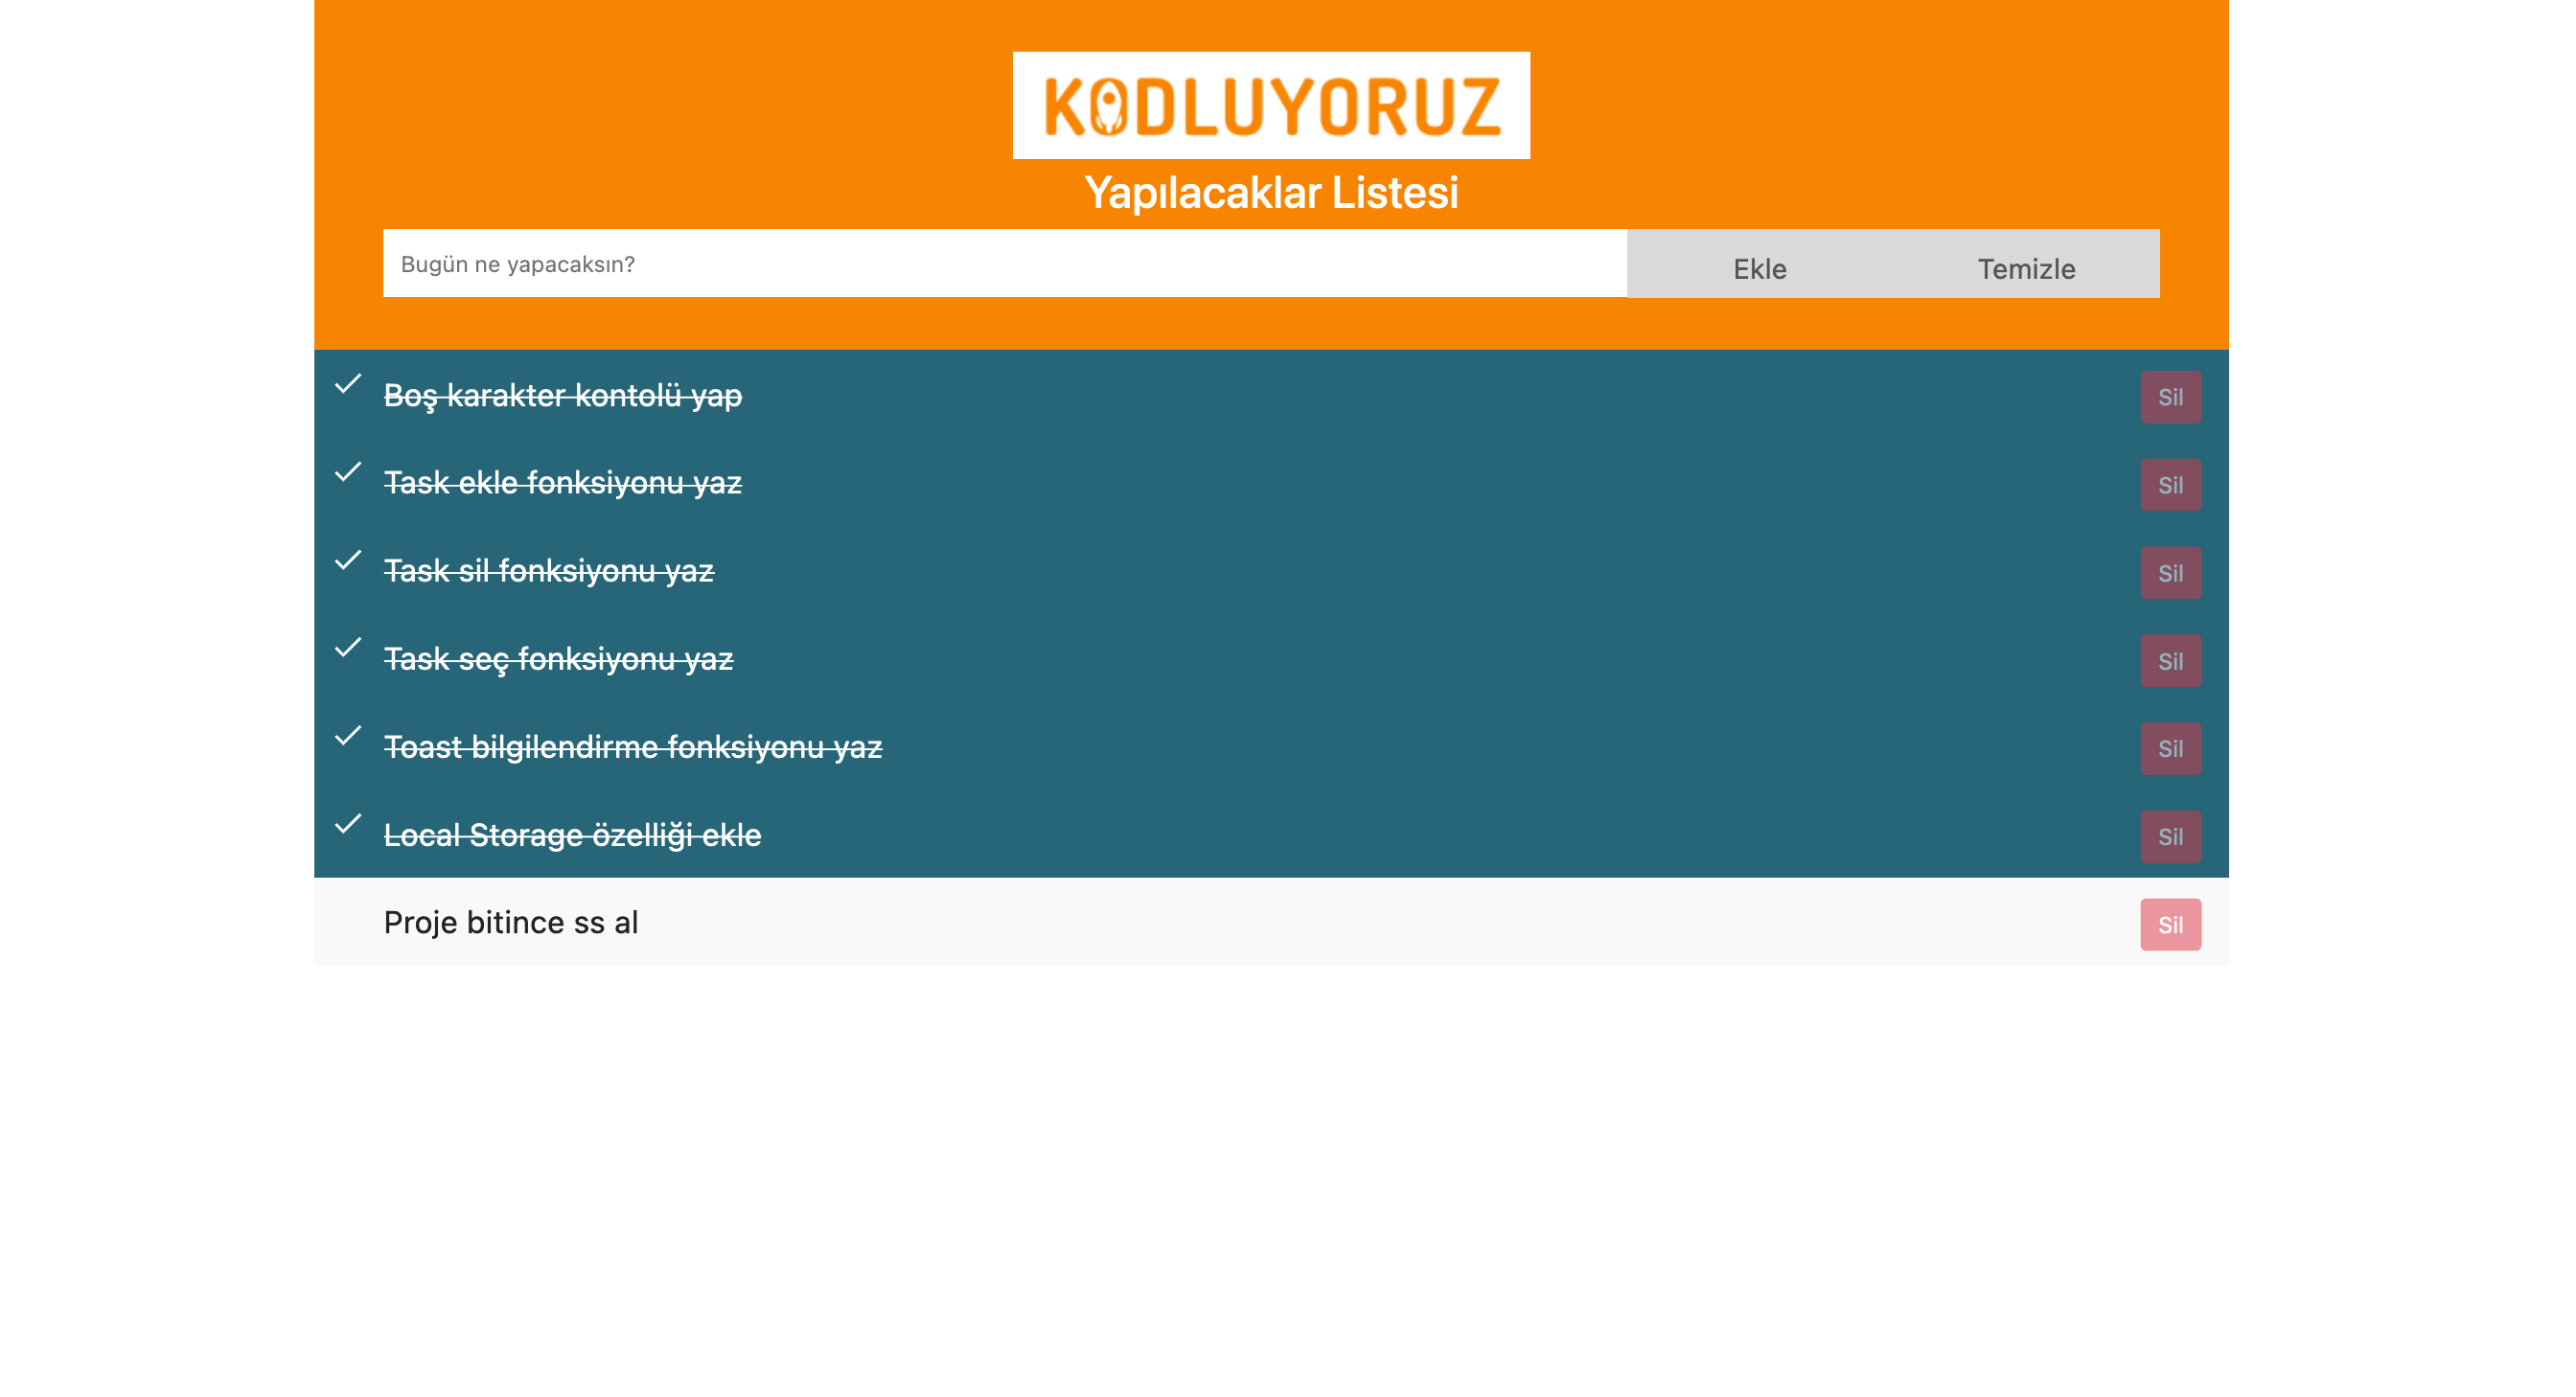 KODLUYORUZ
Yapılacaklar Listesi
Bugün ne yapacaksın? Ekle Temizle
Boş karakter kontolü yap Sil
Task ekle fonksiyonu yaz Sil
Task sil fonksiyonu yaz Sil
Task seç fonksiyonu yaz Sil
Toast bilgilendirme fonksiyonu yaz Sil
Local Storage özelliği ekle Sil
Proje bitince ss al Sil